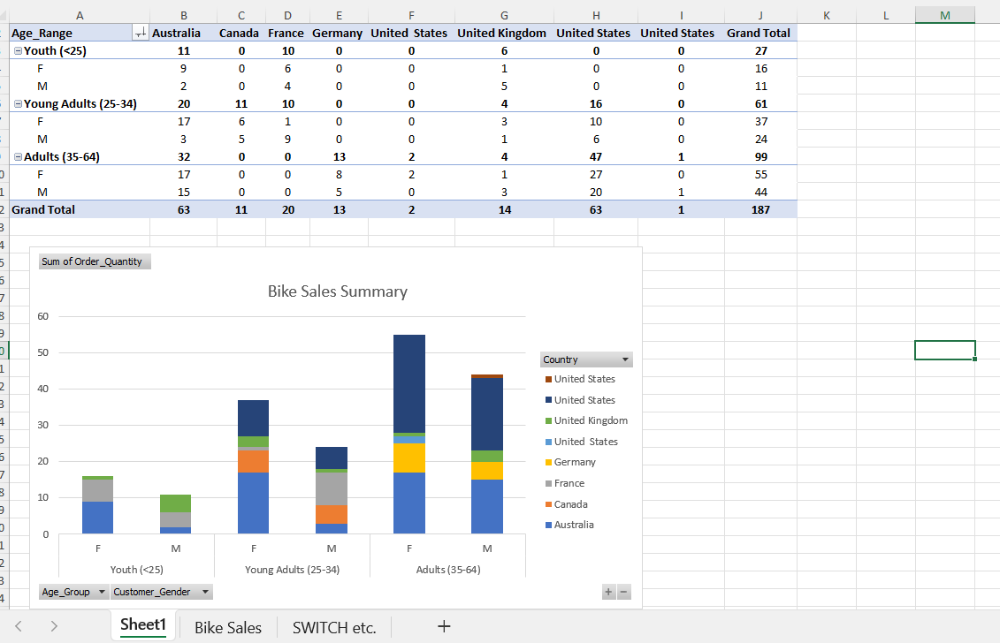 A B C D E F G H I J K L M
Age_Range Australia Canada France Germany United  States United Kingdom United States United States Grand Total
Youth (<25) 11 0 10 0 0 6 0 0 27
F 9 0 6 0 0 1 0 0 16
M 2 0 4 0 0 5 0 0 11
Young Adults (25-34) 20 11 10 0 0 4 16 0 61
F 17 6 1 0 0 3 10 0 37
M 3 5 9 0 0 1 6 0 24
Adults (35-64) 32 0 0 13 2 4 47 1 99
F 17 0 0 8 2 1 27 0 55
M 15 0 0 5 0 3 20 1 44
Grand Total 63 11 20 13 2 14 63 1 187
Sum of Order_Quantity
Bike Sales Summary
60
50
40
30
20
10
0
F M F M F M
Youth (<25) Young Adults (25-34) Adults (35-64)
Country
United States
United States
United Kingdom
United  States
Germany
France
Canada
Australia
Age_Group Customer_Gender
+ −
Sheet1 Bike Sales SWITCH etc. +